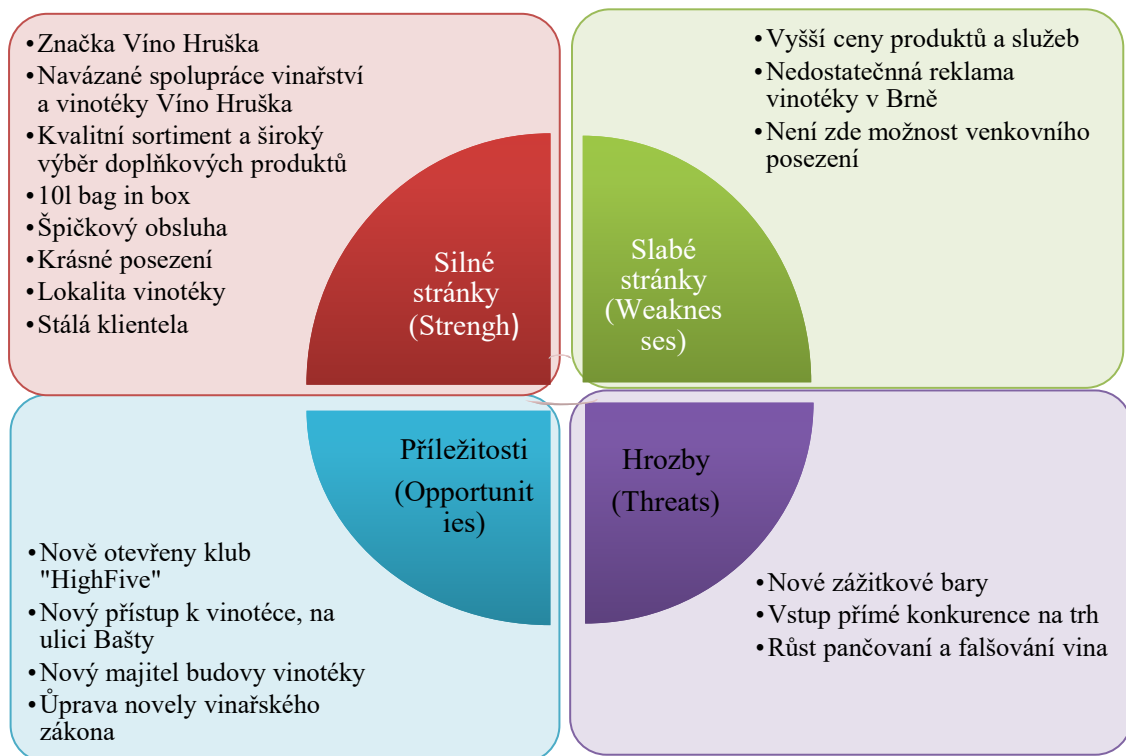 •Značka Víno Hruška
•Navázané spolupráce vinařství
a vinotéky Víno Hruška
•Kvalitní sortiment a široký
výběr doplňkových produktů
•10l bag in box
•Špičkový obsluha
•Krásné posezení
•Lokalita vinotéky
•Stálá klientela
Silné
stránky
(Strengh)
•Vyšší ceny produktů a služeb
•Nedostatečnná reklama
vinotéky v Brně
•Není zde možnost venkovního
posezení
Slabé
stránky
(Weaknes
ses)
Příležitosti
(Opportunit
ies)
•Nově otevřeny klub
"HighFive"
•Nový přístup k vinotéce, na
ulici Bašty
•Nový majitel budovy vinotéky
•Ůprava novely vinařského
zákona
Hrozby
(Threats)
•Nové zážitkové bary
•Vstup přímé konkurence na trh
•Růst pančovaní a falšování vina